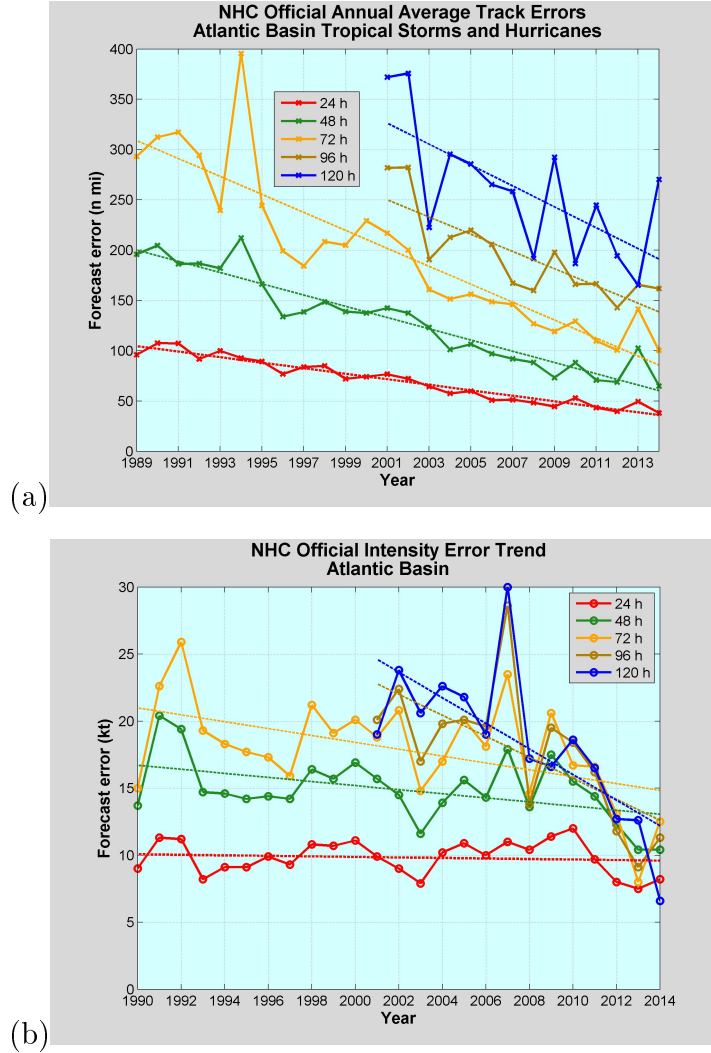 NHC Official Annual Average Track Errors
Atlantic Basin Tropical Storms and Hurricanes
400
350
300
250
200
150
100
50
0
Forecast error (n mi)
24 h
48 h
72 h
96 h
120 h
1989 1991 1993 1995 1997 1999 2001 2003 2005 2007 2009 2011 2013
Year
(a)
NHC Official Intensity Error Trend
Atlantic Basin
30
25
20
15
10
5
0
Forecast error (kt)
24 h
48 h
72 h
96 h
120 h
1990 1992 1994 1996 1998 2000 2002 2004 2006 2008 2010 2012 2014
Year
(b)